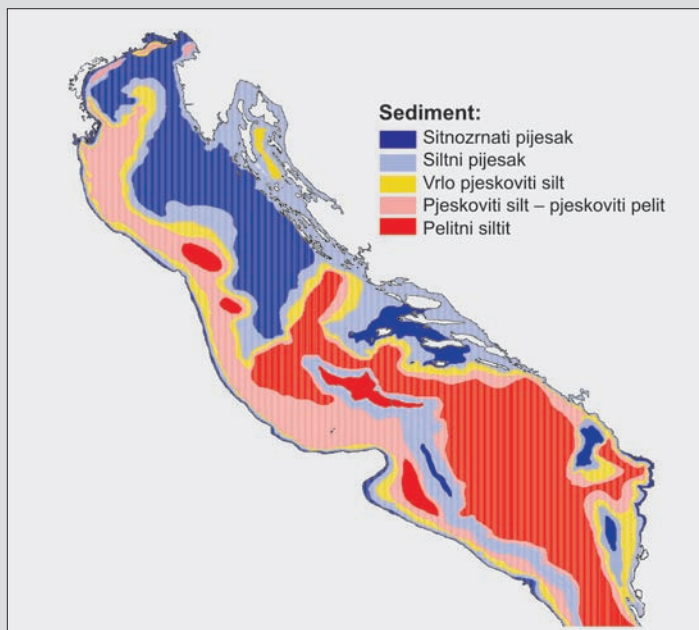 Sediment:
Sitnozrnati pijesak
Siltni pijesak
Vrlo pjeskoviti silt
Pjeskoviti silt – pjeskoviti pelit
Pelitni siltit